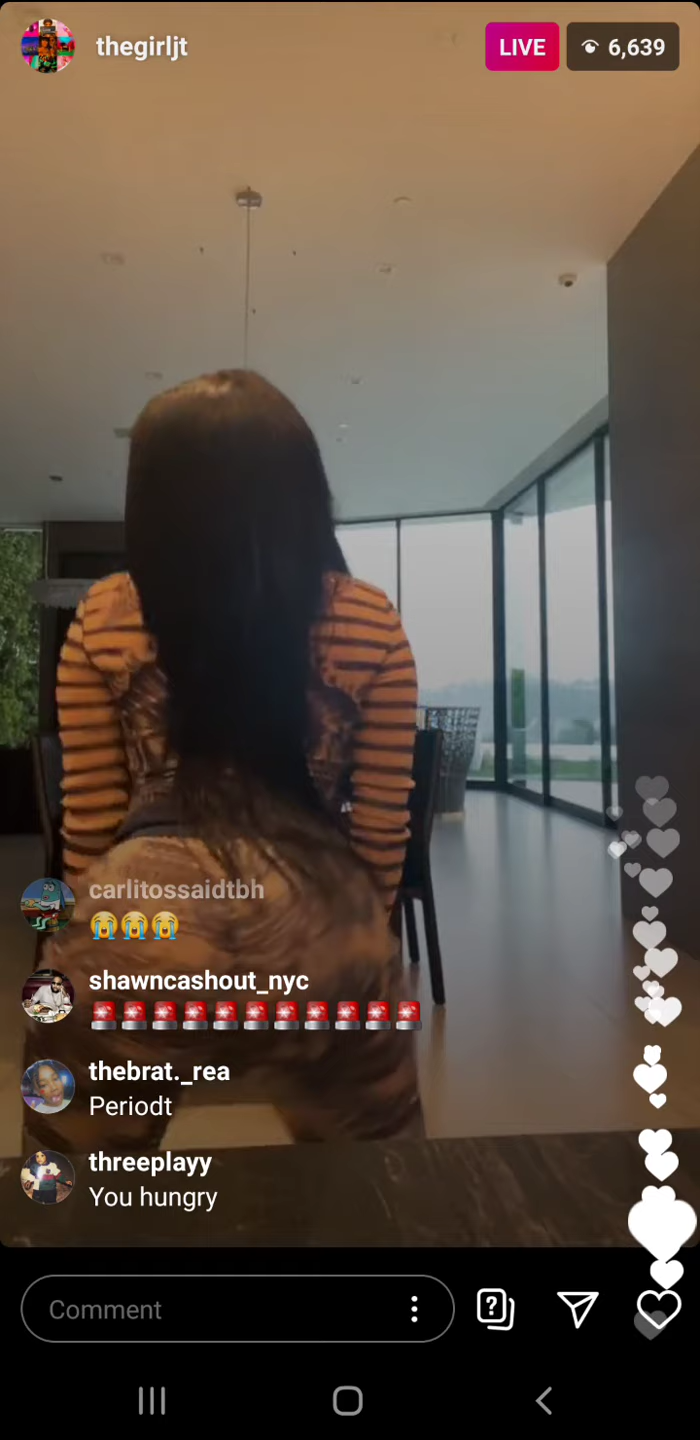 thegirljt
LIVE
6,639
carlitossaidtbh
😭😭😭
shawncashout_nyc
🚨🚨🚨🚨🚨🚨🚨🚨🚨🚨🚨
thebrat._rea
Periodt
threeplayy
You hungry
Comment